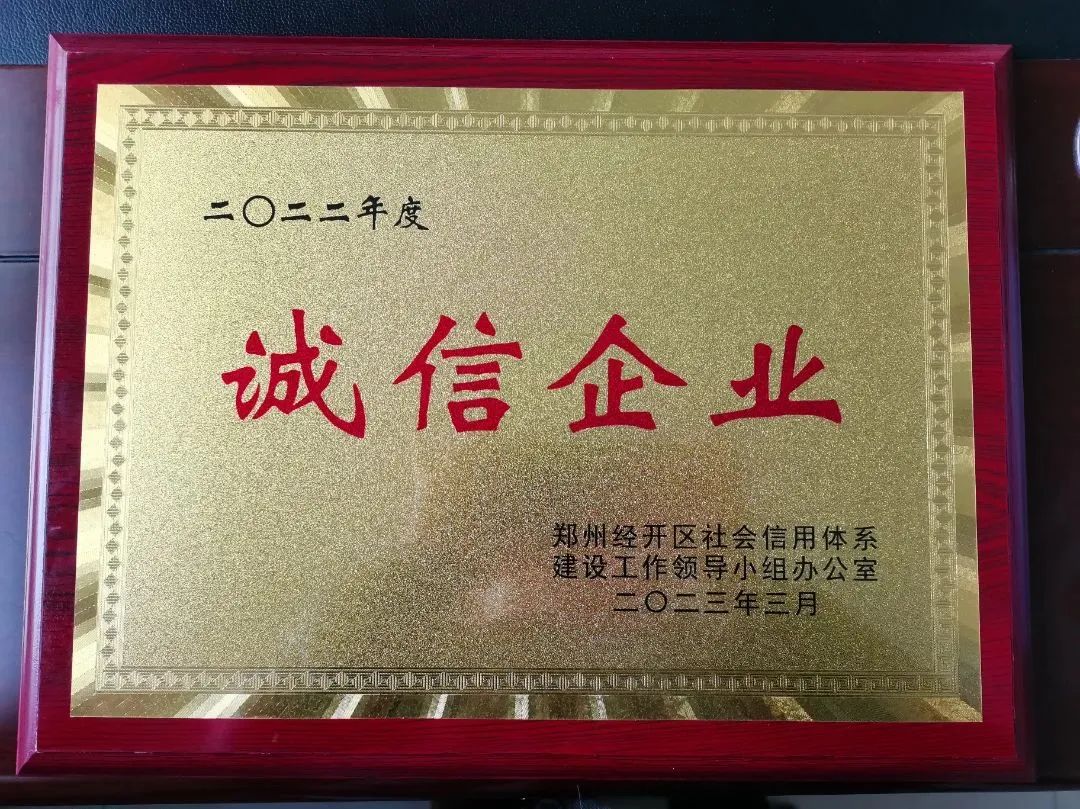 二〇二二年度
诚信企业
郑州经开区社会信用体系
建设工作领导小组办公室
二〇二三年三月